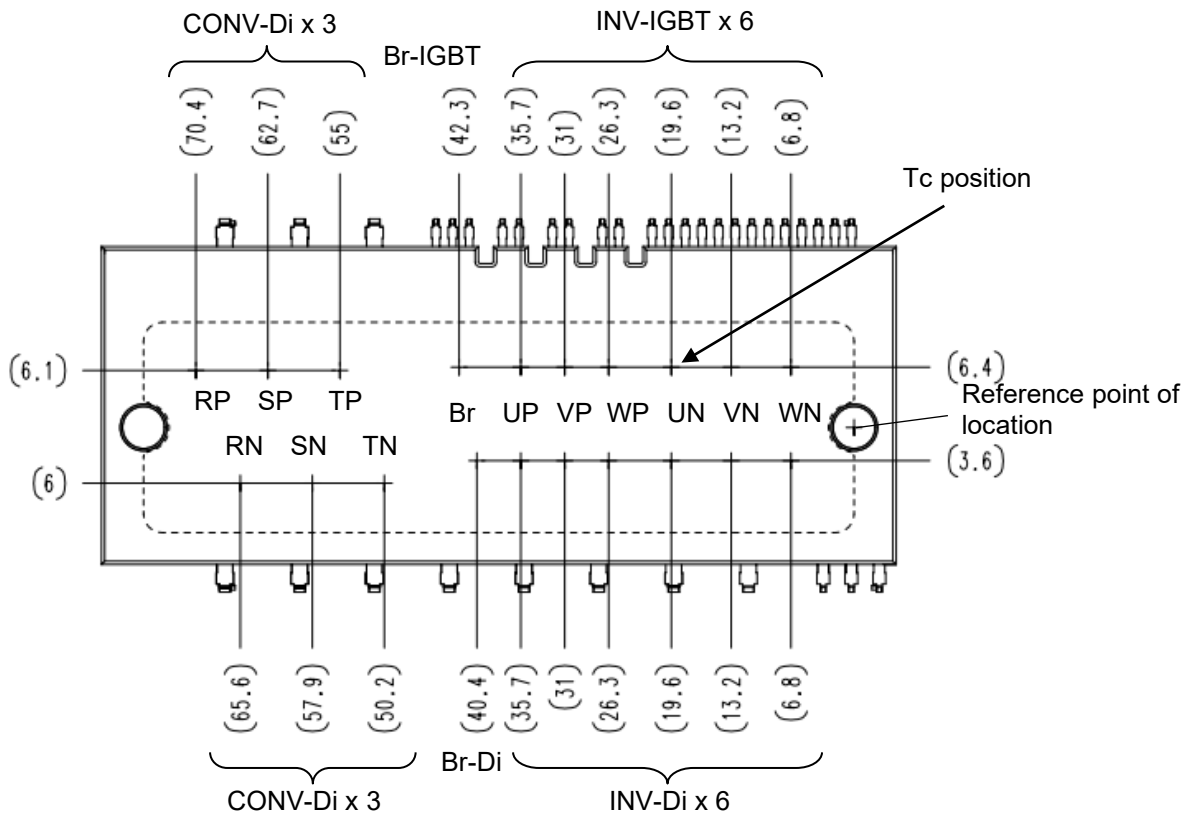 CONV-Di x 3
INV-IGBT x 6
Br-IGBT
(70.4) (62.7) (55) (42.3) (35.7) (31) (26.3) (19.6) (13.2) (6.8)
Tc position
(6.1)
(6.4)
RP SP TP
Br UP VP WP UN VN WN
Reference point of
location
RN SN TN
(6)
(3.6)
(65.6) (57.9) (50.2) (40.4) (35.7) (31) (26.3) (19.6) (13.2) (6.8)
Br-Di
CONV-Di x 3
INV-Di x 6